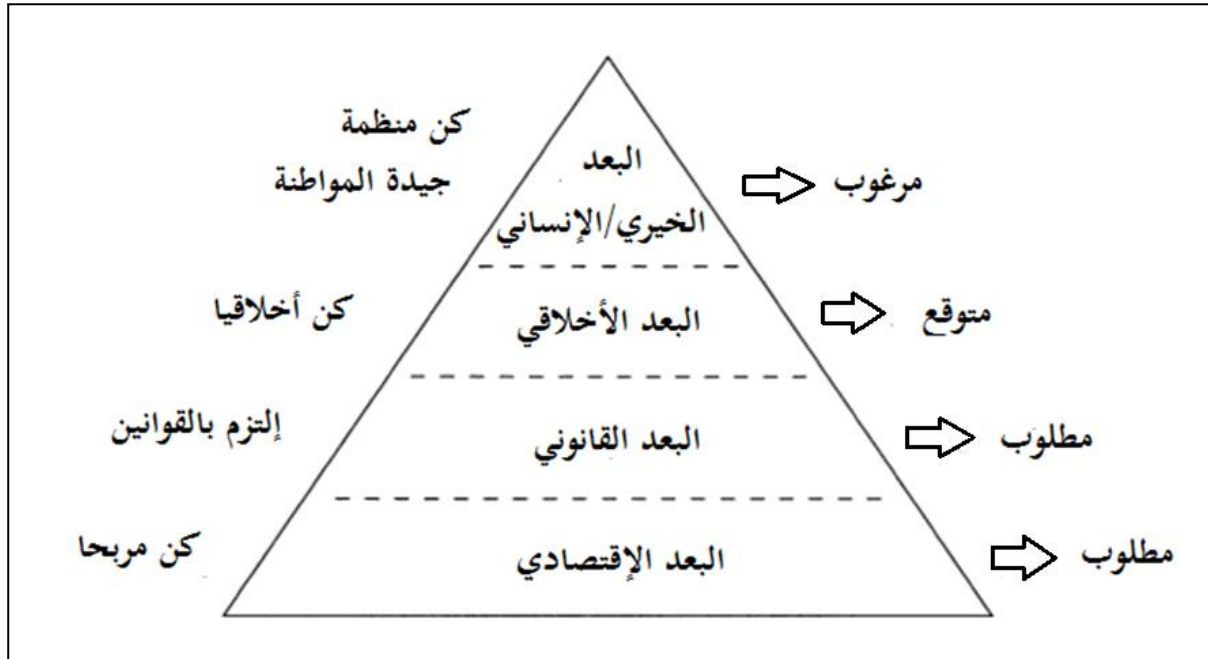 كن منظمة
جيدة المواطنة
البعد
الخيري/الإنساني
مرغوب
كن أخلاقيا
البعد الأخلاقي
متوقع
إلتزم بالقوانين
البعد القانوني
مطلوب
كن مربحا
البعد الإقتصادي
مطلوب